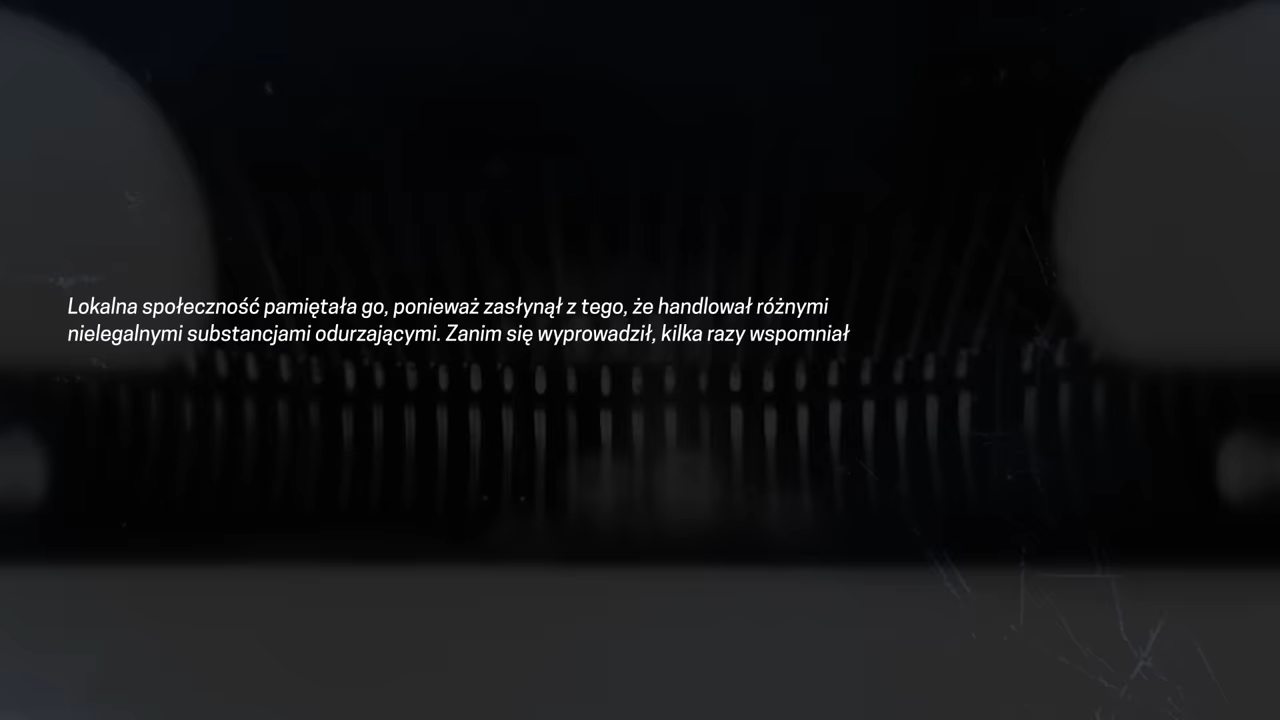 Lokalna społeczność pamiętała go, ponieważ zasłynął z tego, że handlował różnymi
nielegalnymi substancjami odurzającymi. Zanim się wyprowadził, kilka razy wspomniał